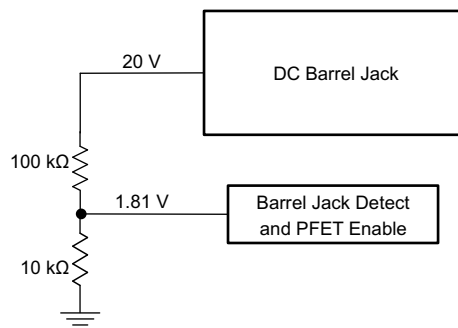 20 V
DC Barrel Jack
100 kΩ
1.81 V
Barrel Jack Detect
and PFET Enable
10 kΩ